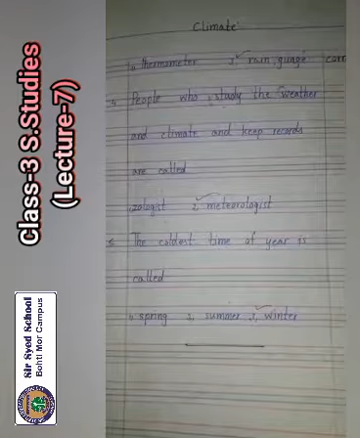 Class-3 S.Studies
(Lecture-7)
Sir Syed School
Bohti Mor Campus
Climate
1, thermometer 2, rain guage
3, People who study the weather
and climate and keep records
are called
zologist 2, meteorologist
The coldest time of year is
called
1, spring 2, summer 3, winter